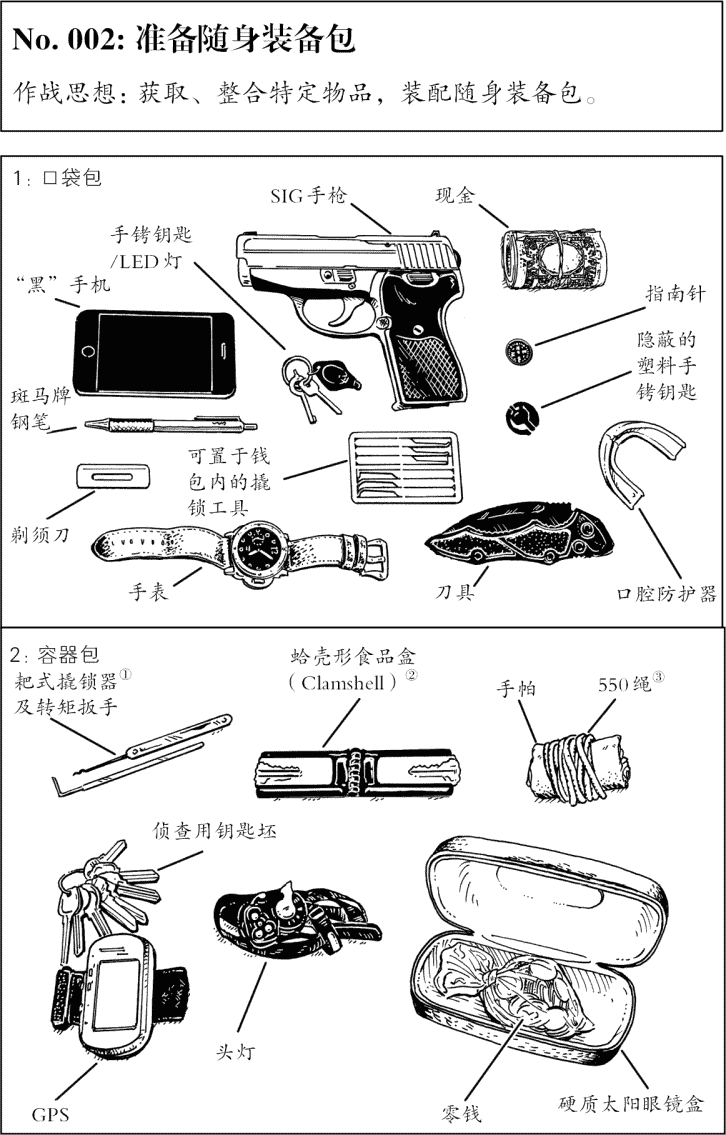 No. 002: 准备随身装备包
作战思想：获取、整合特定物品，装配随身装备包。
1：口袋包
SIG手枪
现金
手铐钥匙
/LED灯
“黑”手机
指南针
隐蔽的
塑料手
铐钥匙
斑马牌
钢笔
可置于钱
包内的撬
锁工具
剃须刀
手表
刀具
口腔防护器
2：容器包
耙式撬锁器①
及转矩扳手
蛤壳形食品盒
（Clamshell）②
手帕
550绳③
侦查用钥匙坯
头灯
GPS
零钱
硬质太阳眼镜盒